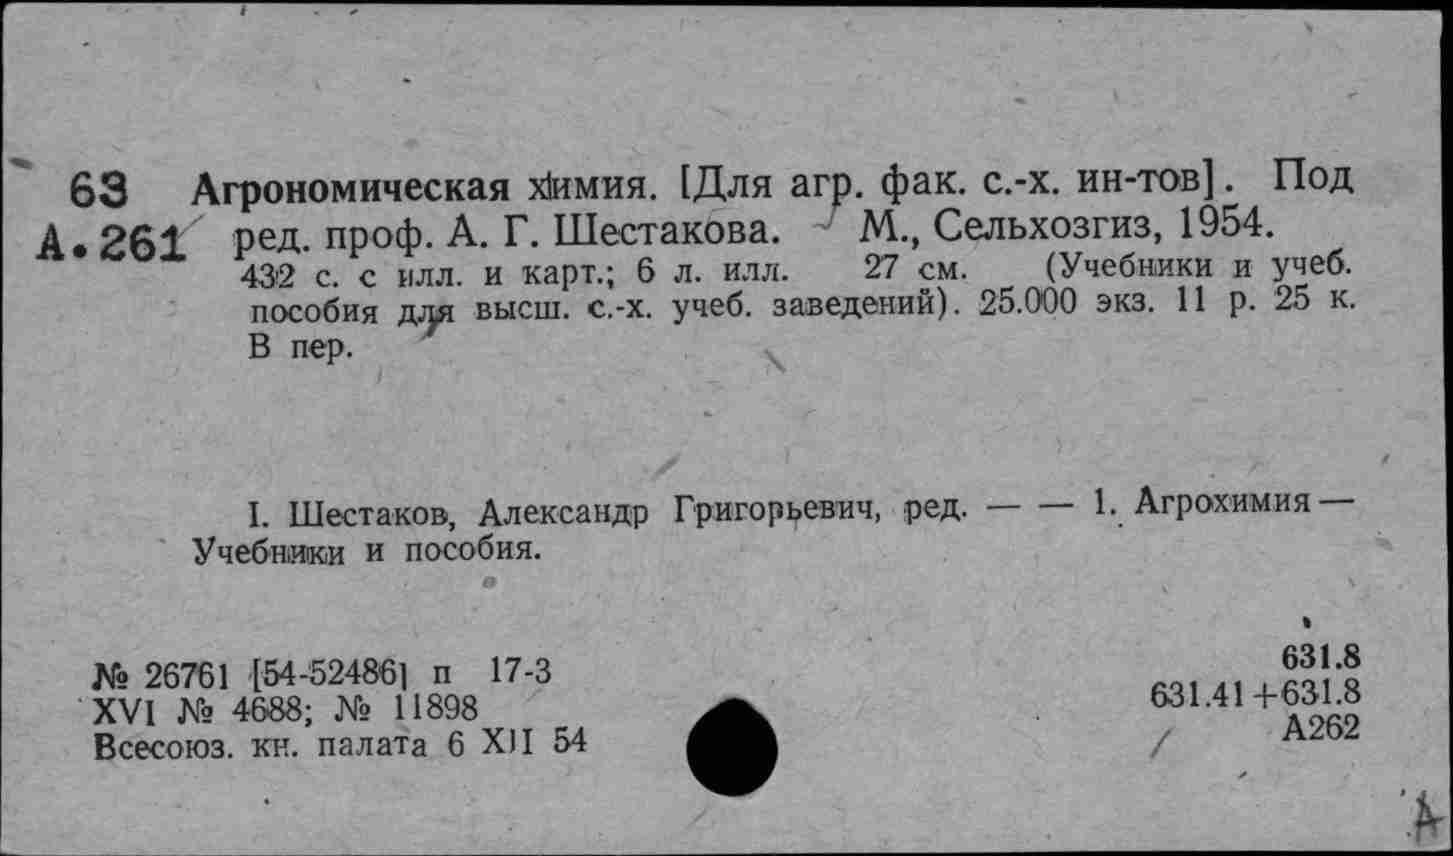 63 Агрономическая химия. [Для агр. фак. с.-х. ин-тов]. Под
А.261 ред. проф. А. Г. Шестакова. М., Сельхозгиз, 1954.
432 с. с илл. и карт.; 6 л. илл. 27 см. (Учебники и учеб.
пособия для высш. с.-х. учеб. заведений). 25.000 экз. 11 р. 25 к.
В пер.
I. Шестаков, Александр Григорьевич, ред. — — 1. Агрохимия —
Учебники и пособия.
№ 26761 [54-52486] п 17-3
XVI № 4688; № 11898
Всесоюз. кн. палата 6 XII 54
631.8
631.41+631.8
А262
А